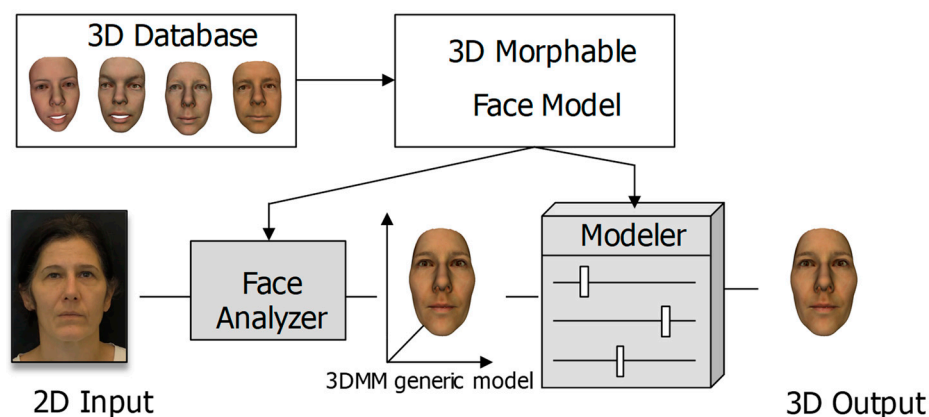 3D Database
3D Morphable
Face Model
Modeler
Face
Analyzer
3DMM generic model
2D Input
3D Output